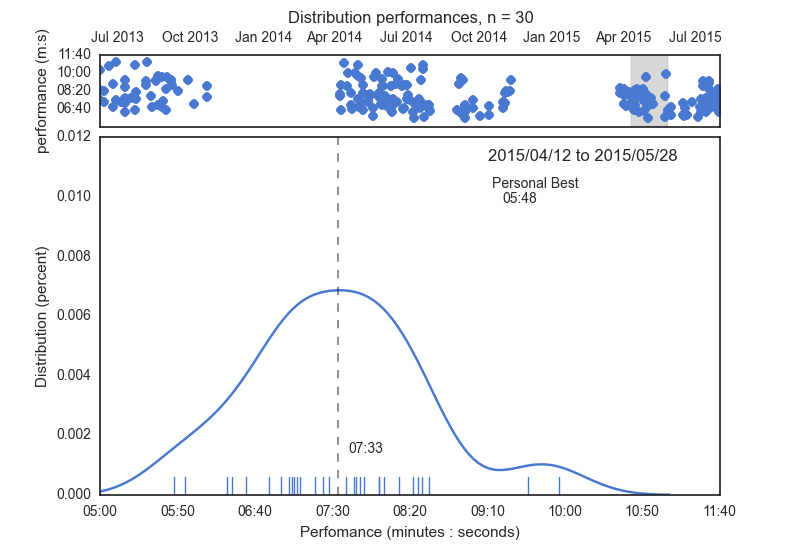 Distribution performances, n = 30
Jul 2013 Oct 2013 Jan 2014 Apr 2014 Jul 2014 Oct 2014 Jan 2015 Apr 2015 Jul 2015
performance (m:s)
11:40
10:00
08:20
06:40
0.012
2015/04/12 to 2015/05/28
Personal Best
05:48
0.010
0.008
Distribution (percent)
0.006
0.004
07:33
0.002
0.000
05:00 05:50 06:40 07:30 08:20 09:10 10:00 10:50 11:40
Perfomance (minutes : seconds)